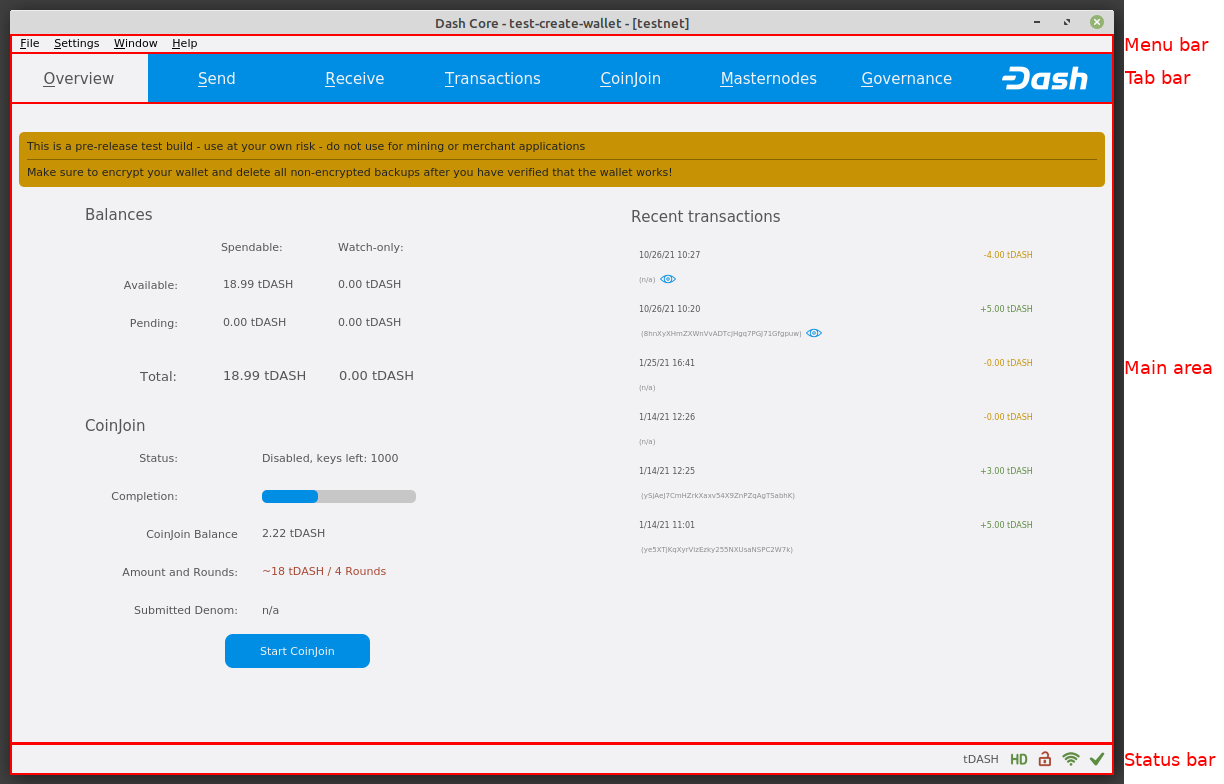 Dash Core - test-create-wallet - [testnet]
File Settings Window Help
Menu bar
Overview Send Receive Transactions CoinJoin Masternodes Governance Dash
Tab bar
This is a pre-release test build - use at your own risk - do not use for mining or merchant applications
Make sure to encrypt your wallet and delete all non-encrypted backups after you have verified that the wallet works!
Balances
Spendable: Watch-only:
Available: 18.99 tDASH 0.00 tDASH
Pending: 0.00 tDASH 0.00 tDASH
Total: 18.99 tDASH 0.00 tDASH
CoinJoin
Status: Disabled, keys left: 1000
Completion:
CoinJoin Balance 2.22 tDASH
Amount and Rounds: ~18 tDASH / 4 Rounds
Submitted Denom: n/a
Start CoinJoin
Recent transactions
10/26/21 10:27 -4.00 tDASH
(n/a)
10/26/21 10:20 +5.00 tDASH
1/25/21 16:41 -0.00 tDASH
(n/a)
1/14/21 12:26 -0.00 tDASH
(n/a)
1/14/21 12:25 +3.00 tDASH
1/14/21 11:01 +5.00 tDASH
Main area
tDASH HD
Status bar